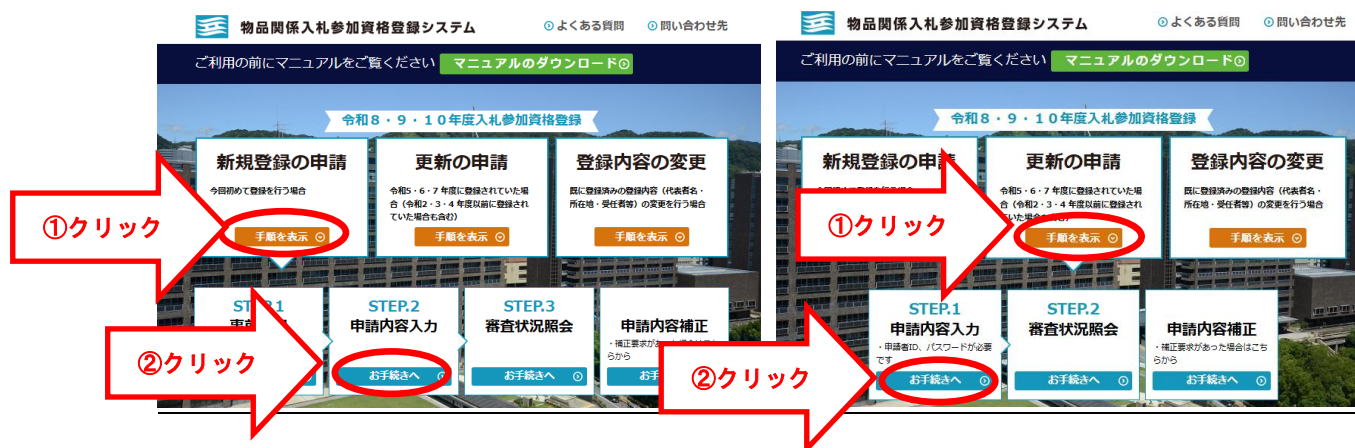 物品関係入札参加資格登録システム
よくある質問
問い合わせ先
ご利用の前にマニュアルをご覧ください
マニュアルのダウンロード
令和8・9・10年度入札参加資格登録
新規登録の申請
今回初めて登録を行う場合
手順を表示
更新の申請
令和5・6・7年度に登録されていた場
合（令和2・3・4年度以前に登録され
ていた場合も含む）
手順を表示
登録内容の変更
既に登録済みの登録内容（代表者名・
所在地・受任者等）の変更を行う場合
手順を表示
①クリック
STEP.1
STEP.2
申請内容入力
お手続きへ
STEP.3
審査状況照会
お手続きへ
申請内容補正
らから
②クリック
物品関係入札参加資格登録システム
よくある質問
問い合わせ先
ご利用の前にマニュアルをご覧ください
マニュアルのダウンロード
令和8・9・10年度入札参加資格登録
新規登録の申
更新の申請
令和5・6・7年度に登録されていた場
合（令和2・3・4年度以前に登録され
ていた場合
手順を表示
登録内容の変更
既に登録済みの登録内容（代表者名・
所在地・受任者等）の変更を行う場合
手順を表示
①クリック
STEP.1
申請内容入力
・申請者ID、パスワードが必要
です
お手続きへ
STEP.2
審査状況照会
お手続きへ
申請内容補正
・補正要求があった場合はこち
らから
お手続きへ
②クリック